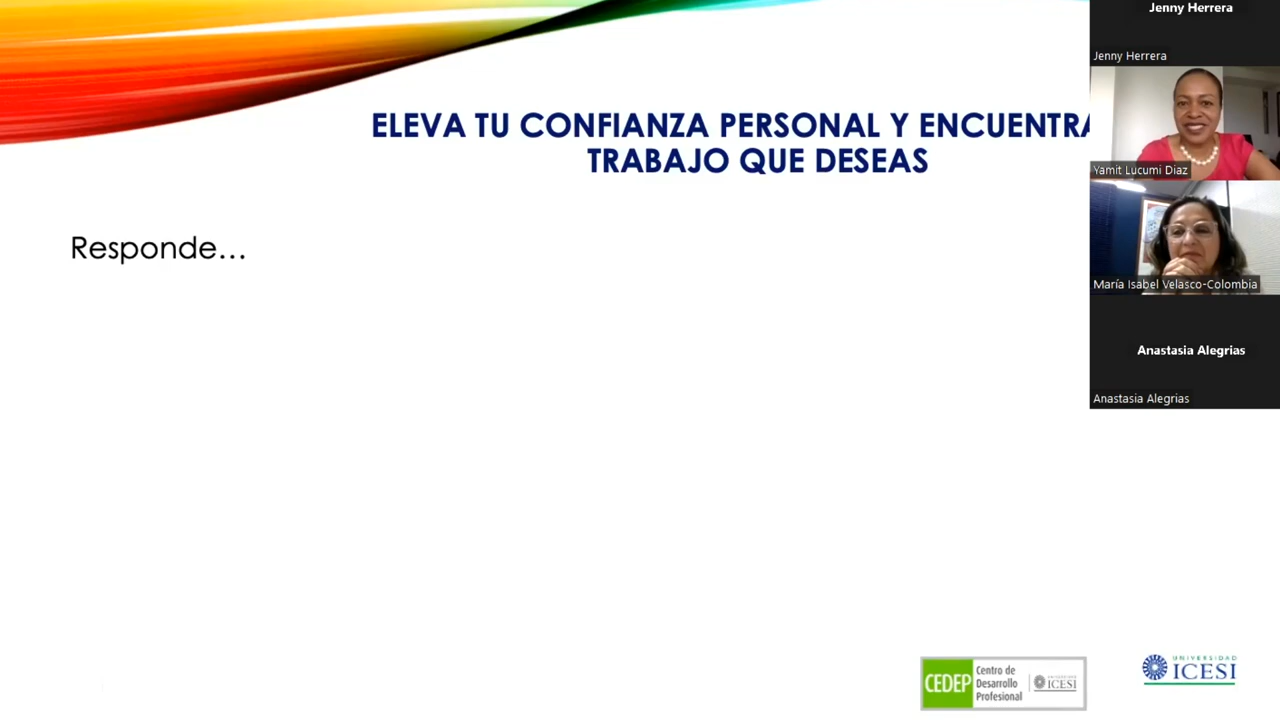 ELEVA TU CONFIANZA PERSONAL Y ENCUENTRA
TRABAJO QUE DESEAS
Responde...
Jenny Herrera
Jenny Herrera
Yamit Lucumi Diaz
María Isabel Velasco-Colombia
Anastasia Alegrias
Anastasia Alegrias
CEDEP
Centro de
Desarrollo
Profesional
UNIVERSIDAD
ICESI
UNIVERSIDAD
ICESI